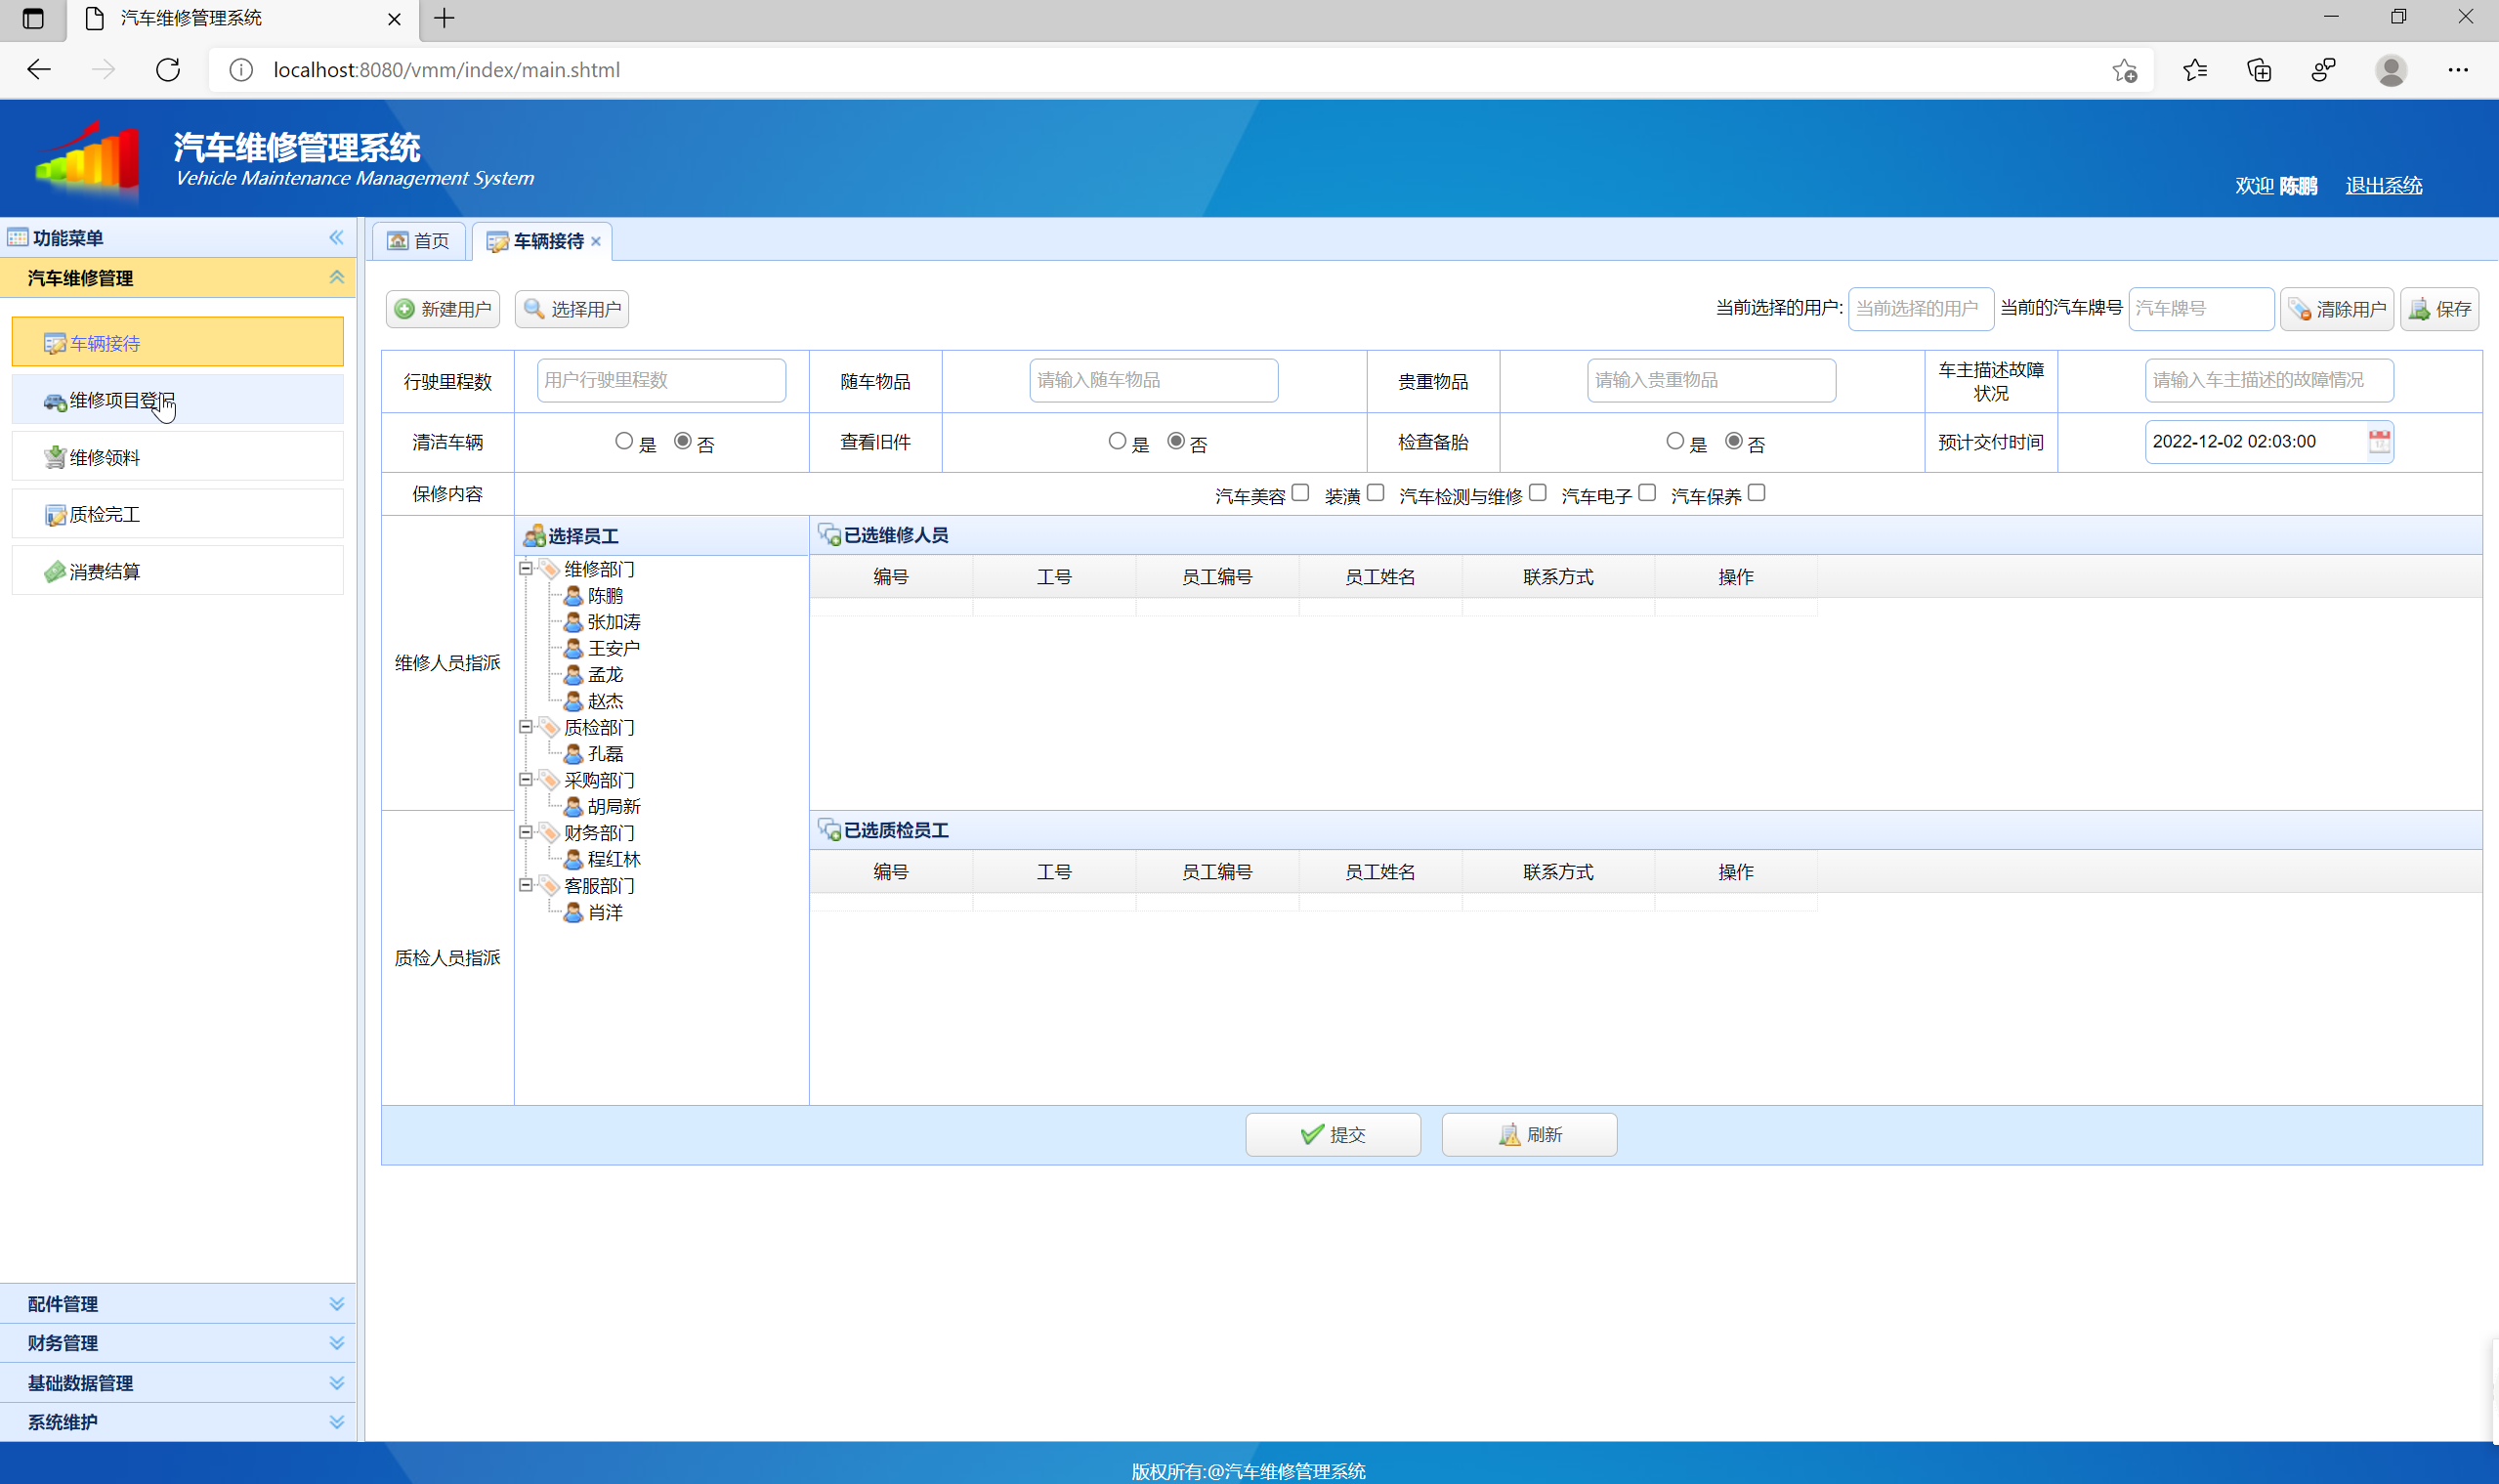 汽车维修管理系统
localhost:8080/vmm/index/main.shtml
汽车维修管理系统
Vehicle Maintenance Management System
欢迎 陈鹏 退出系统
功能菜单
汽车维修管理
车辆接待
维修项目登记
维修领料
质检完工
消费结算
配件管理
财务管理
基础数据管理
系统维护
首页 车辆接待
新建用户 选择用户 当前选择的用户: 当前选择的用户 当前的汽车牌号 汽车牌号 清除用户 保存
行驶里程数 用户行驶里程数 随车物品 请输入随车物品 贵重物品 请输入贵重物品 车主描述故障
状况 请输入车主描述的故障情况
清洁车辆 是 否 查看旧件 是 否 检查备胎 是 否 预计交付时间 2022-12-02 02:03:00
保修内容 汽车美容 装潢 汽车检测与维修 汽车电子 汽车保养
维修人员指派
质检人员指派
选择员工
维修部门
陈鹏
张加涛
王安户
孟龙
赵杰
质检部门
孔磊
采购部门
胡局新
财务部门
程红林
客服部门
肖洋
已选维修人员
编号 工号 员工编号 员工姓名 联系方式 操作
已选质检员工
编号 工号 员工编号 员工姓名 联系方式 操作
提交 刷新
版权所有:@汽车维修管理系统